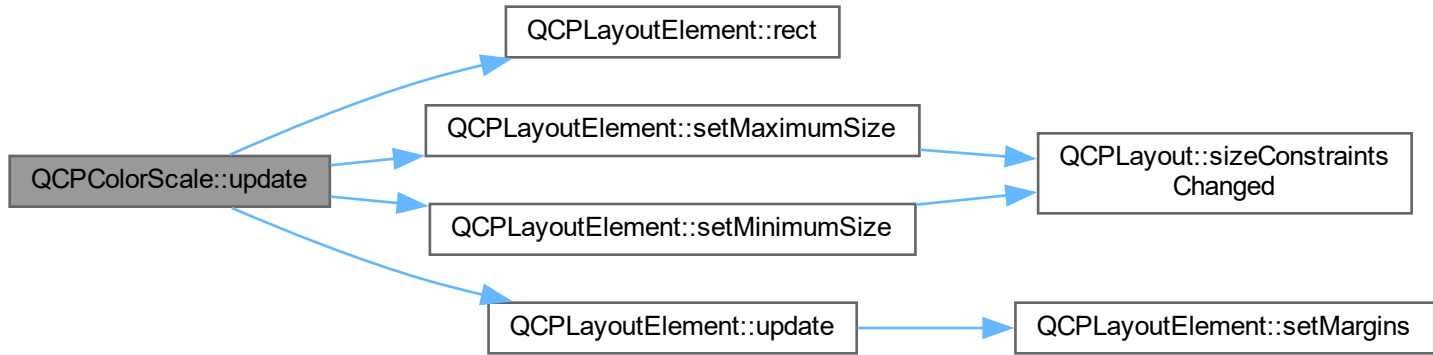 QCPLayoutElement::rect
QCPLayoutElement::setMaximumSize
QCPLayout::sizeConstraints
Changed
QCPColorScale::update
QCPLayoutElement::setMinimumSize
QCPLayoutElement::update
QCPLayoutElement::setMargins